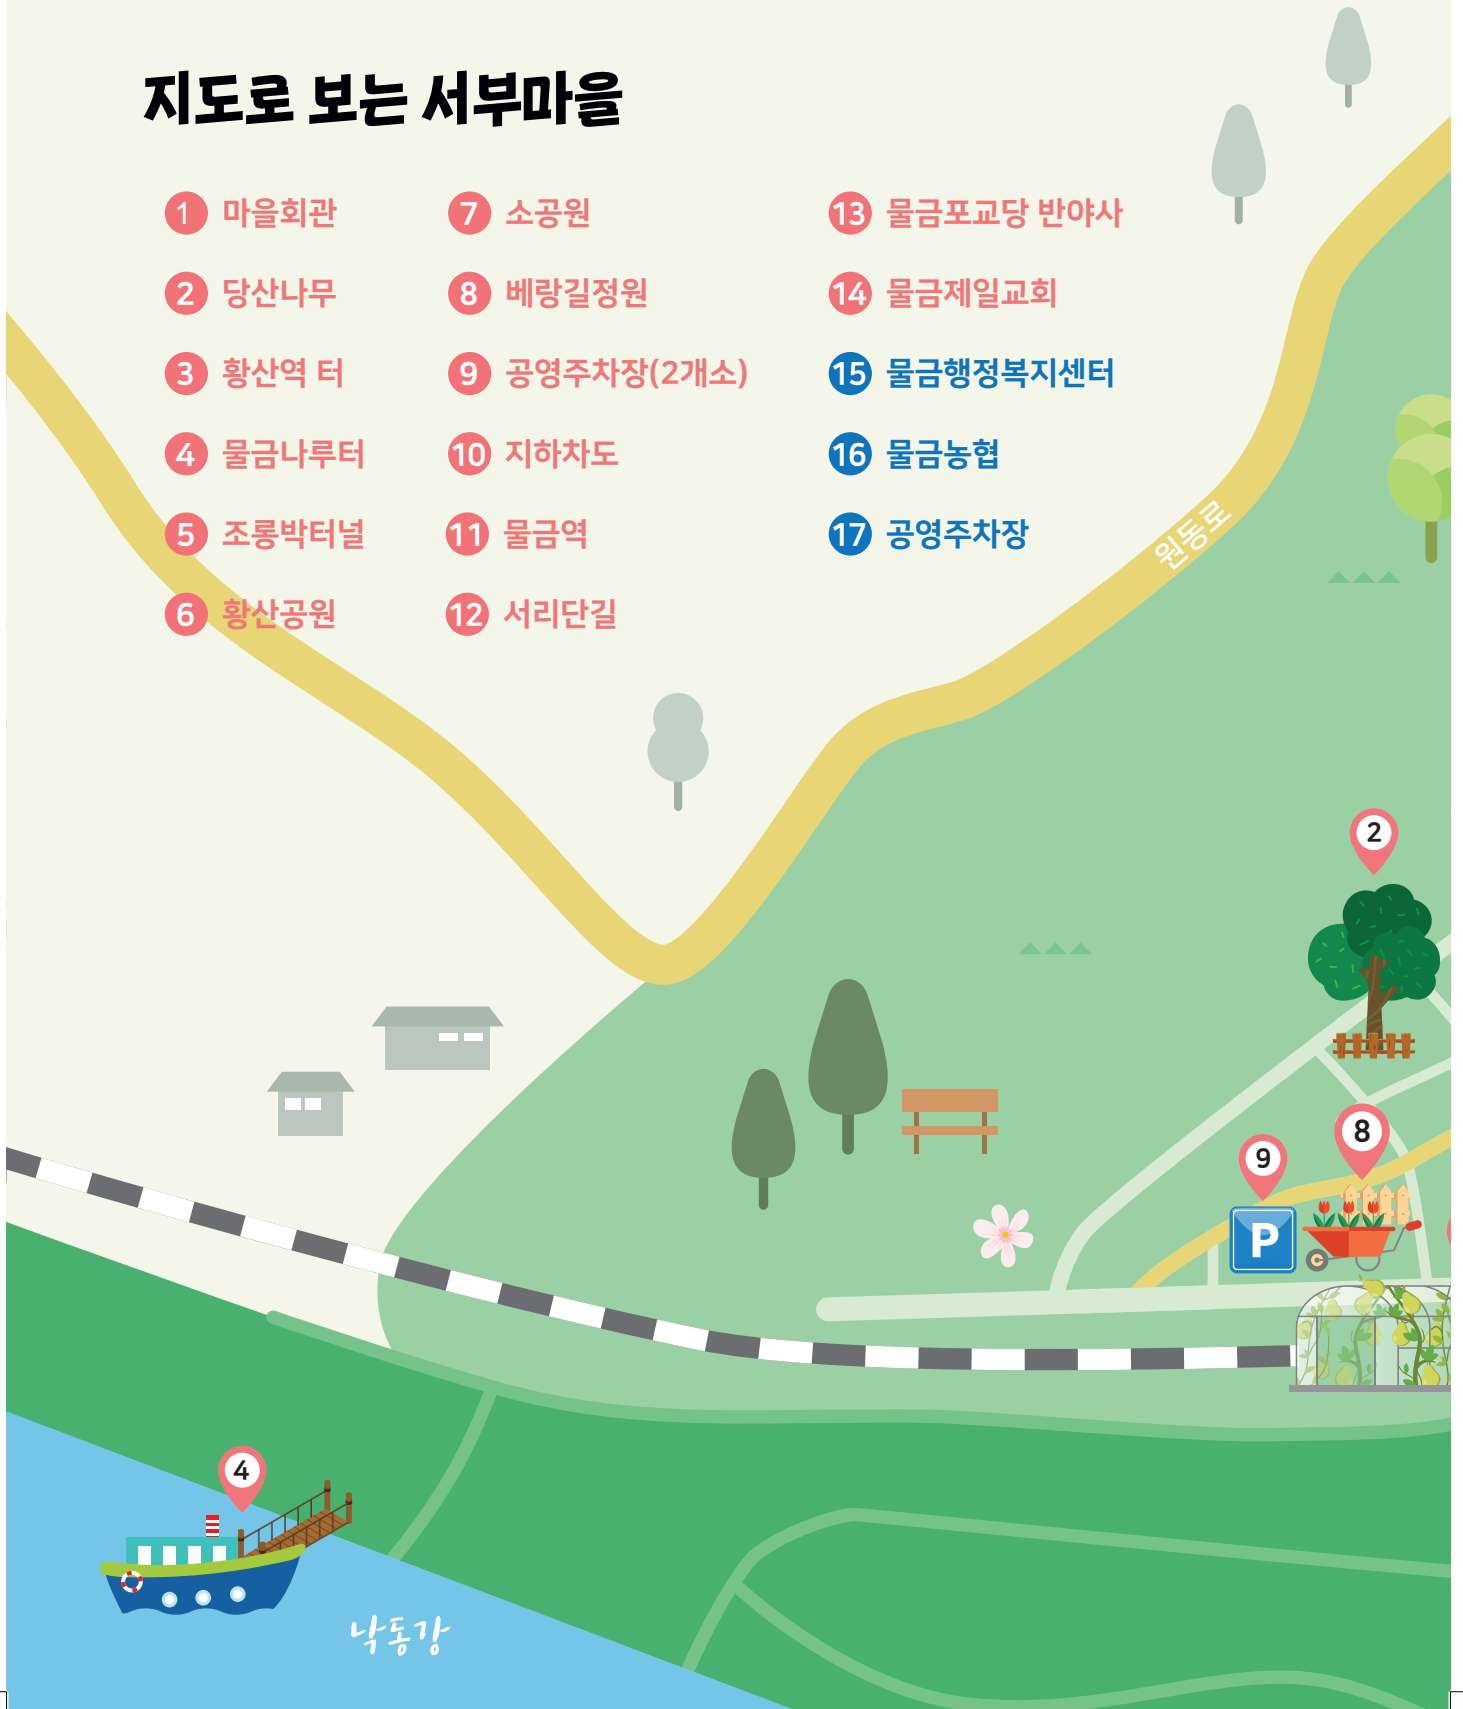 지도로 보는 서부마을
1 마을회관
2 당산나무
3 황산역 터
4 물금나루터
5 조롱박터널
6 황산공원
7 소공원
8 베랑길정원
9 공영주차장(2개소)
10 지하차도
11 물금역
12 서리단길
13 물금포교당 반야사
14 물금제일교회
15 물금행정복지센터
16 물금농협
17 공영주차장
원동로
2
8
9
P
4
낙동강